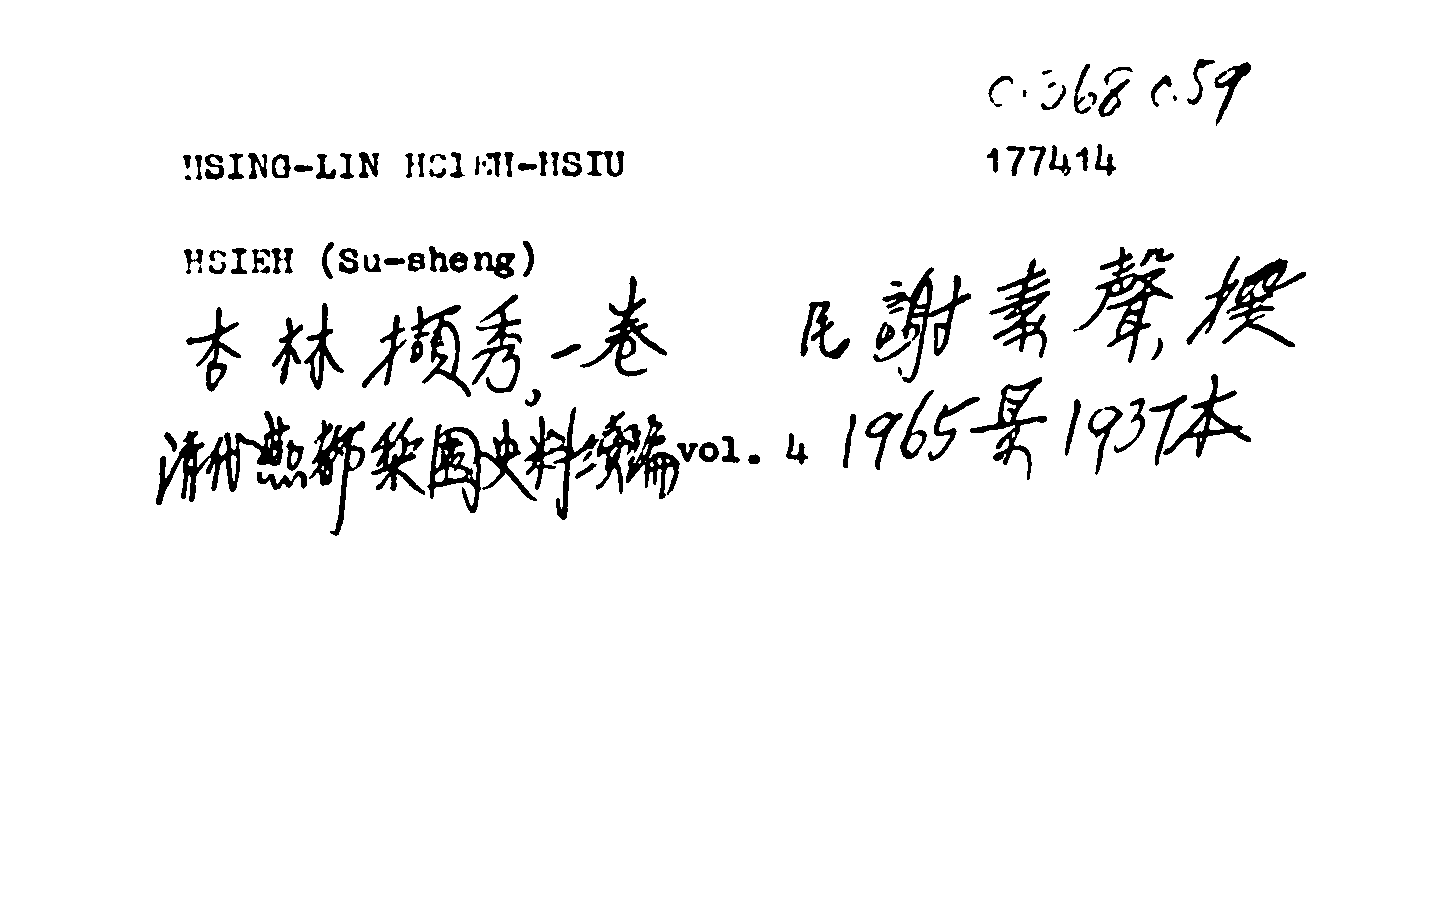 C.368 C.59
HSING-LIN HSIEH-HSIU 177414
HSIEH (Su-sheng)
杏林擷秀,一卷 民 謝素聲, 撰
清代燕都梨園史料續編 vol. 4 1965景1937本